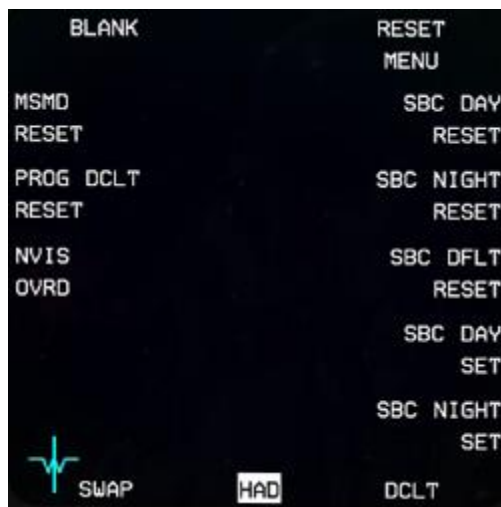 BLANK RESET
MENU
MSMD SBC DAY
RESET RESET
PROG DCLT SBC NIGHT
RESET RESET
NVIS SBC DFLT
OVRD RESET
SBC DAY
SET
SBC NIGHT
SET
SWAP HAD DCLT